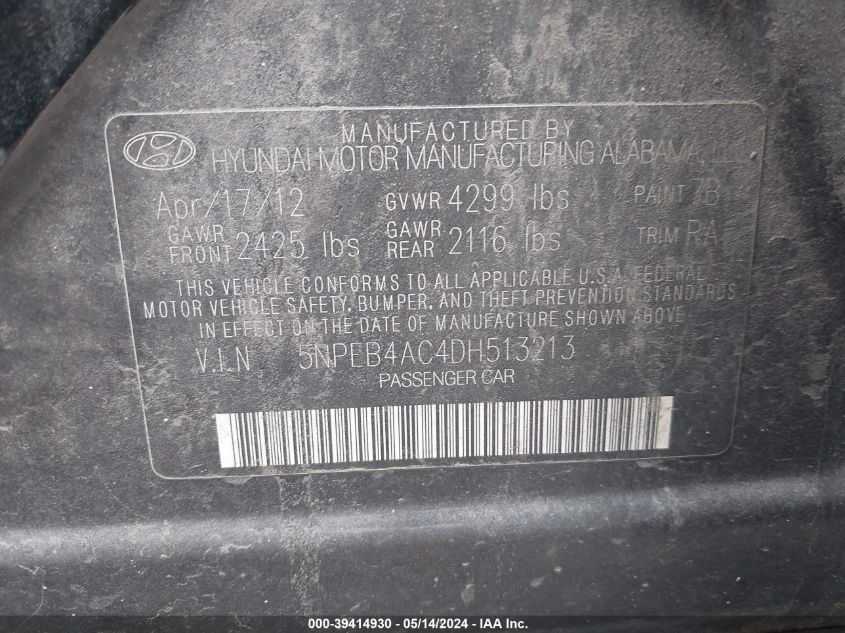 MANUFACTURED BY
HYUNDAI MOTOR MANUFACTURING ALABAMA,
Apr/17/12 GVWR 4299 lbs PAINT 7B
GAWR FRONT 2425 lbs GAWR REAR 2116 lbs TRIM RA
THIS VEHICLE CONFORMS TO ALL APPLICABLE U.S.A. FEDERAL
MOTOR VEHICLE SAFETY, BUMPER, AND THEFT PREVENTION STANDARDS
IN EFFECT ON THE DATE OF MANUFACTURE SHOWN ABOVE
V.I.N 5NPEB4AC4DH513213
PASSENGER CAR
000-39414930 - 05/14/2024 - IAA Inc.